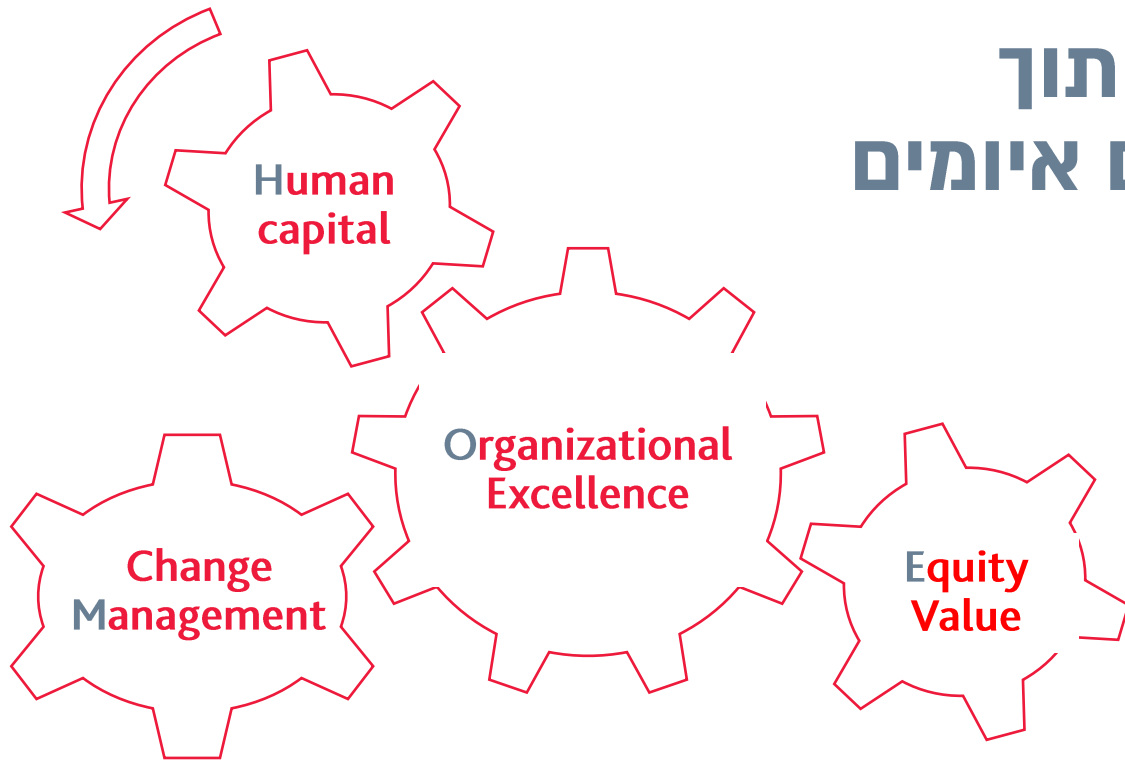 תוך
איומים
Human
capital
Organizational
Excellence
Change
Management
Equity
Value